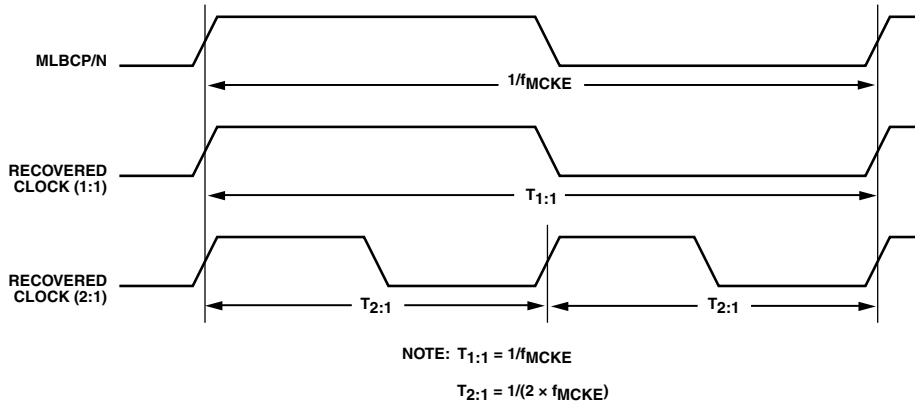 MLBCP/N
1/fMCKE
RECOVERED
CLOCK (1:1)
T1:1
RECOVERED
CLOCK (2:1)
T2:1
T2:1
NOTE: T1:1 = 1/fMCKE
T2:1 = 1/(2 × fMCKE)